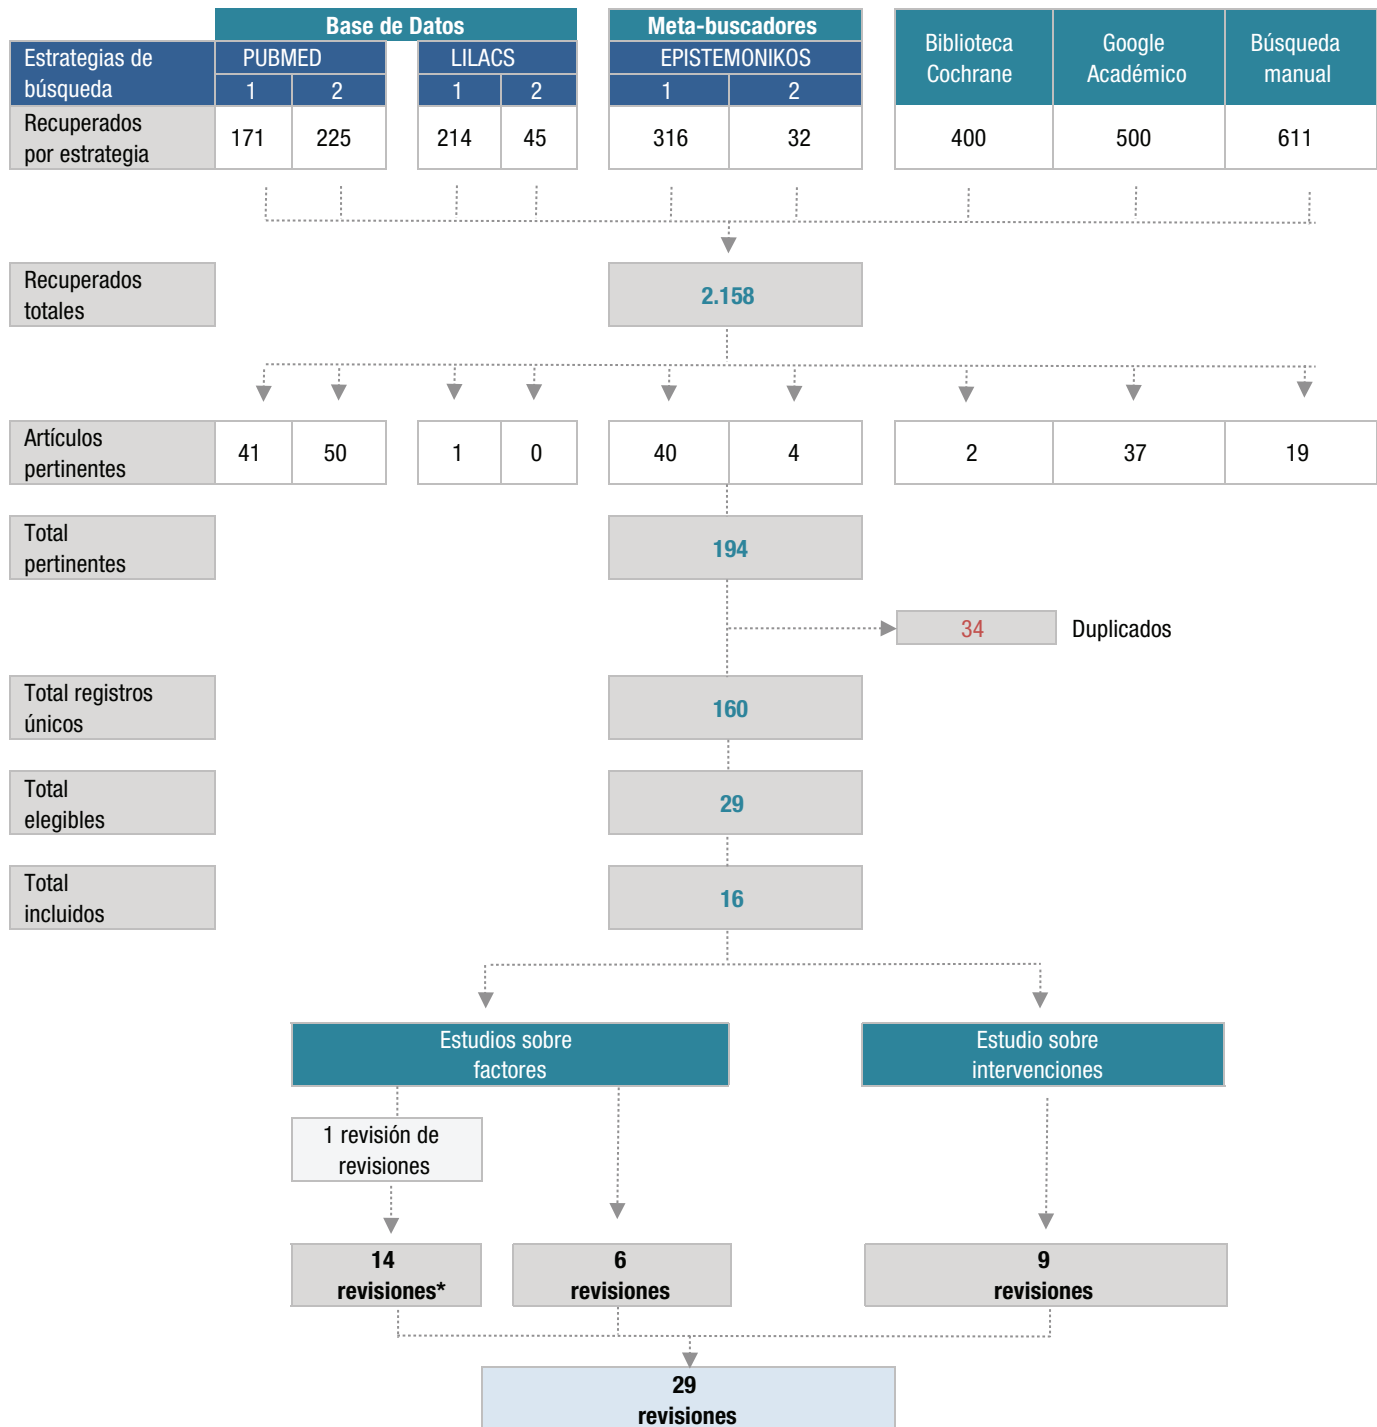 Base de Datos
Meta-buscadores
Biblioteca
Cochrane
Google
Académico
Búsqueda
manual
Estrategias de
búsqueda
PUBMED
LILACS
EPISTEMONIKOS
1
2
1
2
1
2
Recuperados
por estrategia
171
225
214
45
316
32
400
500
611
Recuperados
totales
2.158
Artículos
pertinentes
41
50
1
0
40
4
2
37
19
Total
pertinentes
194
34
Duplicados
Total registros
únicos
160
Total
elegibles
29
Total
incluidos
16
Estudios sobre
factores
Estudio sobre
intervenciones
1 revisión de
revisiones
14
revisiones*
6
revisiones
9
revisiones
29
revisiones